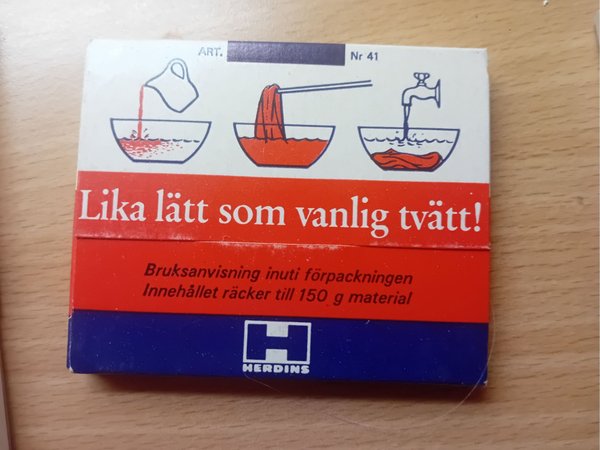 ART. Nr 41
Lika lätt som vanlig tvätt!
Bruksanvisning inuti förpackningen
Innehållet räcker till 150 g material
H
HERDINS